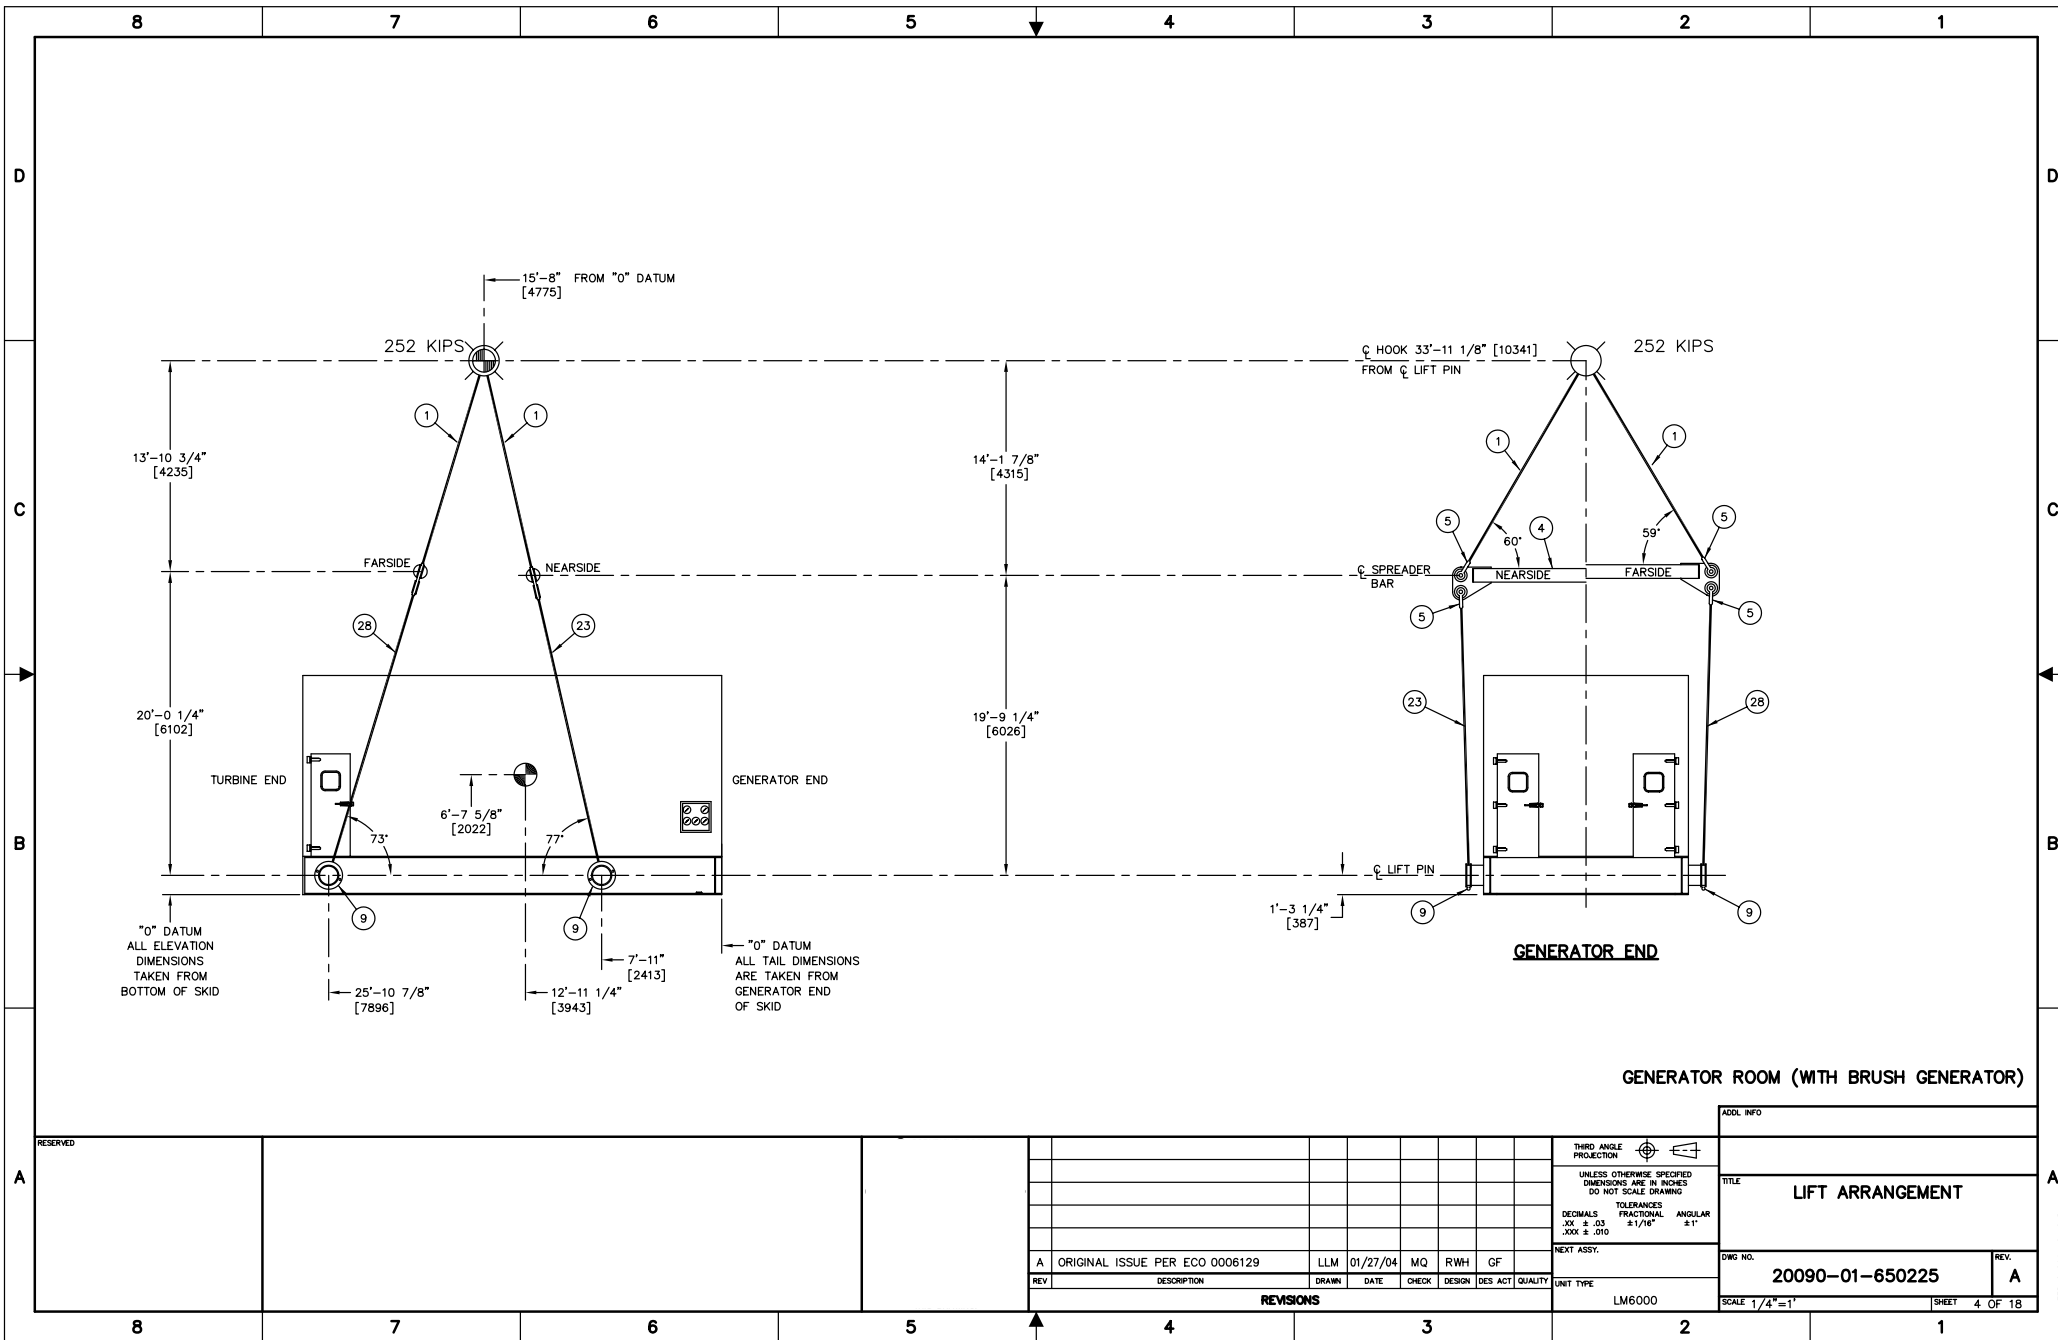 8 7 6 5 4 3 2 1
D
D
15'-8" FROM "0" DATUM
[4775]
252 KIPS
℄ HOOK 33'-11 1/8" [10341]
FROM ℄ LIFT PIN
252 KIPS
1
1
1
1
13'-10 3/4"
[4235]
14'-1 7/8"
[4315]
C
C
5
4
5
60°
59°
FARSIDE
NEARSIDE
℄ SPREADER
BAR
NEARSIDE
FARSIDE
5
5
28
23
23
28
20'-0 1/4"
[6102]
19'-9 1/4"
[6026]
TURBINE END
GENERATOR END
6'-7 5/8"
[2022]
73°
77°
B
B
℄ LIFT PIN
1'-3 1/4"
[387]
9
9
9
9
"0" DATUM
ALL ELEVATION
DIMENSIONS
TAKEN FROM
BOTTOM OF SKID
25'-10 7/8"
[7896]
12'-11 1/4"
[3943]
7'-11"
[2413]
"0" DATUM
ALL TAIL DIMENSIONS
ARE TAKEN FROM
GENERATOR END
OF SKID
GENERATOR END
GENERATOR ROOM (WITH BRUSH GENERATOR)
ADDL INFO
RESERVED
A
A
THIRD ANGLE
PROJECTION
UNLESS OTHERWISE SPECIFIED
DIMENSIONS ARE IN INCHES
DO NOT SCALE DRAWING
TOLERANCES
DECIMALS FRACTIONAL ANGULAR
.XX ± .03 ±1/16" ±1°
.XXX ± .010
TITLE
LIFT ARRANGEMENT
NEXT ASSY.
DWG NO.
20090-01-650225
REV.
A
A ORIGINAL ISSUE PER ECO 0006129 LLM 01/27/04 MQ RWH GF
REV DESCRIPTION DRAWN DATE CHECK DESIGN DES ACT QUALITY
REVISIONS
UNIT TYPE
LM6000
SCALE 1/4"=1'
SHEET 4 OF 18
8 7 6 5 4 3 2 1